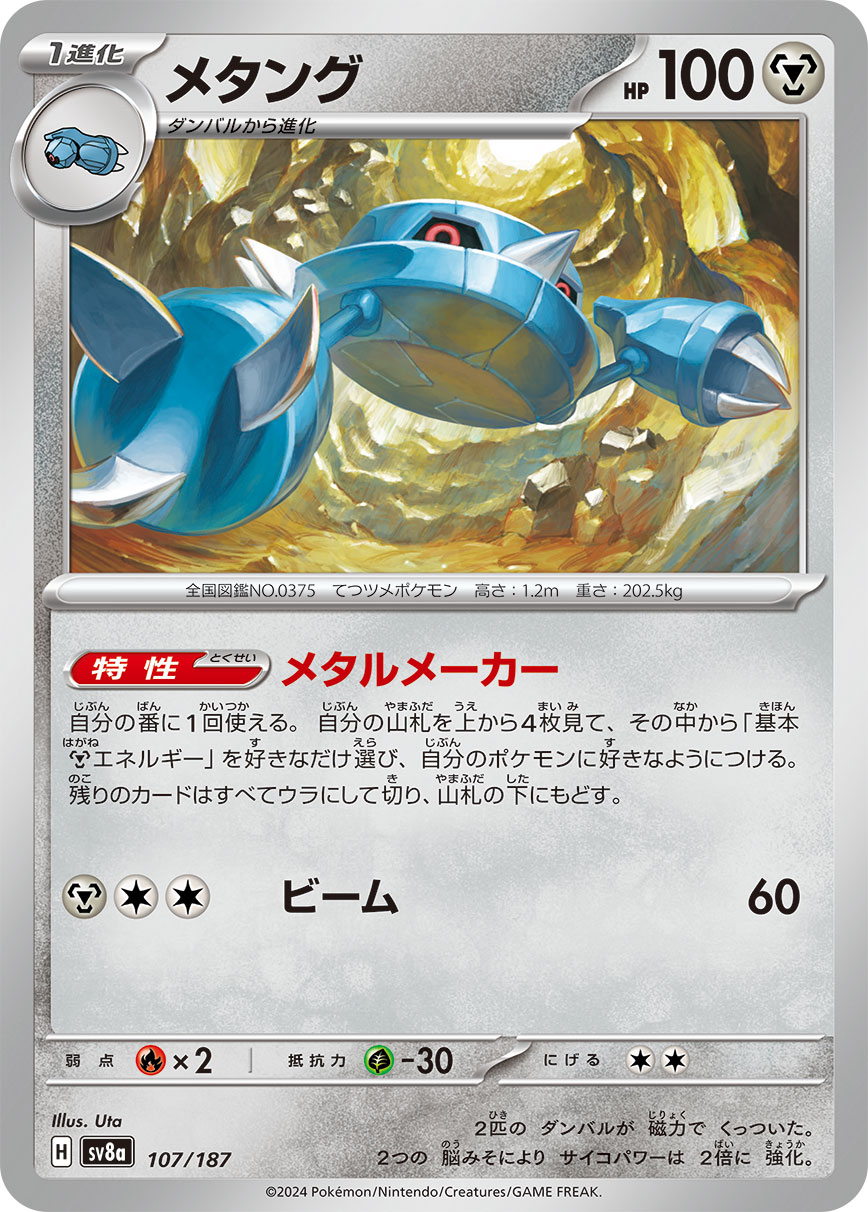 1進化
メタング
HP 100
ダンバルから進化
全国図鑑NO.0375 てつツメポケモン 高さ：1.2m 重さ：202.5kg
特性 とくせい メタルメーカー
自分の番に1回使える。自分の山札を上から4枚見て、その中から「基本
エネルギー」を好きなだけ選び、自分のポケモンに好きなようにつける。
残りのカードはすべてウラにして切り、山札の下にもどす。
ビーム 60
弱点 ×2 抵抗力 -30 にげる
Illus. Uta
2匹の ダンバルが 磁力で くっついた。
H sv8a 107/187
2つの 脳みそにより サイコパワーは 2倍に 強化。
©2024 Pokémon/Nintendo/Creatures/GAME FREAK.